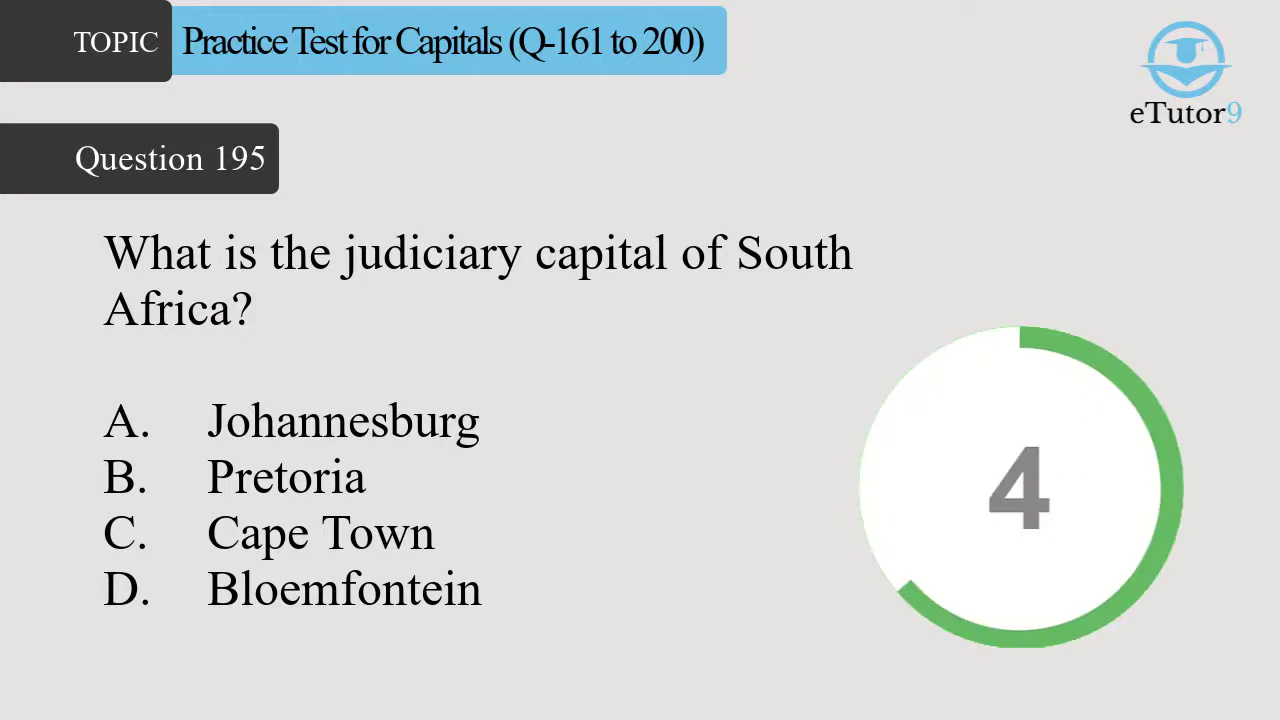 TOPIC
Practice Test for Capitals (Q-161 to 200)
eTutor9
Question 195
What is the judiciary capital of South
Africa?
A. Johannesburg
B. Pretoria
C. Cape Town
D. Bloemfontein
4